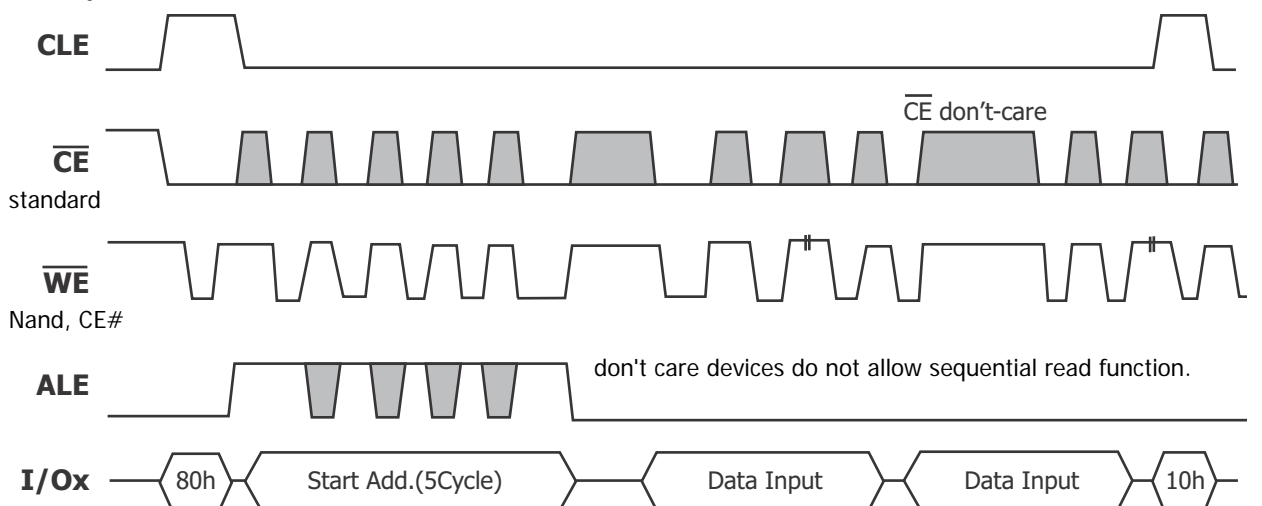 CLE
CE don't-care
CE
standard
WE
Nand, CE#
ALE
don't care devices do not allow sequential read function.
I/Ox
80h
Start Add.(5Cycle)
Data Input
Data Input
10h